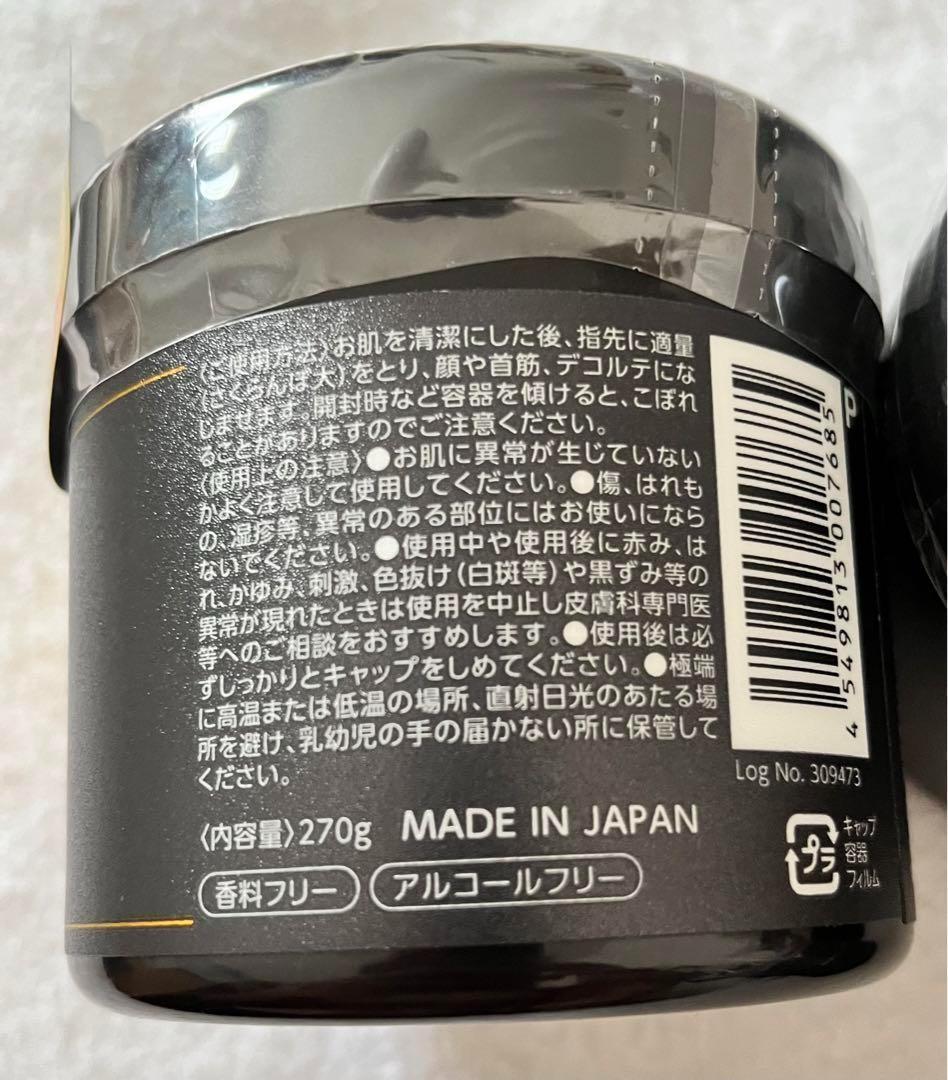 〈ご使用方法〉お肌を清潔にした後、指先に適量
(さくらんぼ大)をとり、顔や首筋、デコルテにな
じませます。開封時など容器を傾けると、こぼれ
ることがありますのでご注意ください。
〈使用上の注意〉●お肌に異常が生じていない
かよく注意して使用してください。●傷、はれも
の、湿疹等、異常のある部位にはお使いになら
ないでください。●使用中や使用後に赤み、は
れ、かゆみ、刺激、色抜け(白斑等)や黒ずみ等の
異常が現れたときは使用を中止し皮膚科専門医
等へのご相談をおすすめします。●使用後は必
ずしっかりとキャップをしめてください。●極端
に高温または低温の場所、直射日光のあたる場
所を避け、乳幼児の手の届かない所に保管して
ください。
〈内容量〉270g MADE IN JAPAN
香料フリー アルコールフリー
P
4 549813 007685
Log No. 309473
プラ
キャップ
容器
フィルム